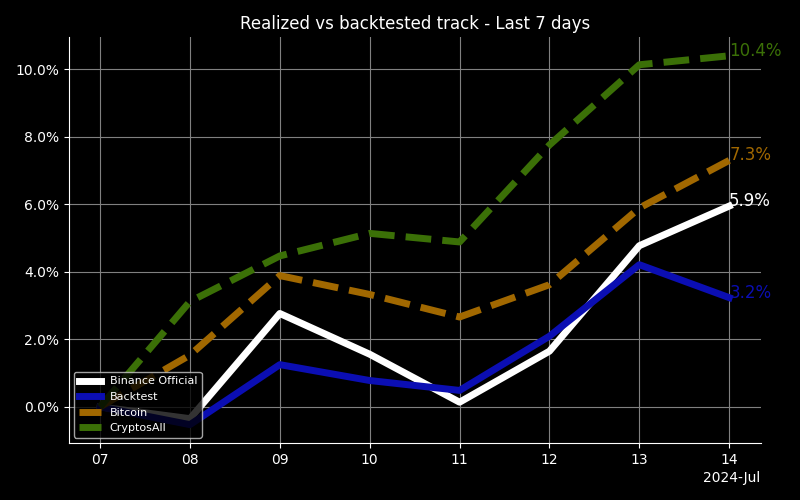 Realized vs backtested track - Last 7 days
10.4%
10.0%
8.0%
7.3%
6.0%
5.9%
4.0%
3.2%
2.0%
0.0%
Binance Official
Backtest
Bitcoin
CryptosAll
07 08 09 10 11 12 13 14
2024-Jul